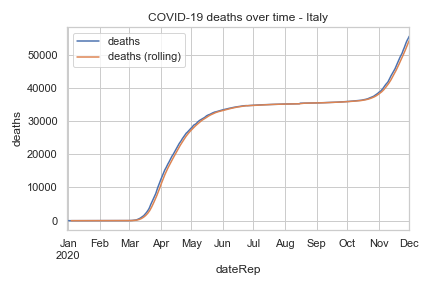 COVID-19 deaths over time - Italy
deaths
deaths (rolling)
50000
40000
30000
20000
10000
0
deaths
Jan Feb Mar Apr May Jun Jul Aug Sep Oct Nov Dec
2020
dateRep